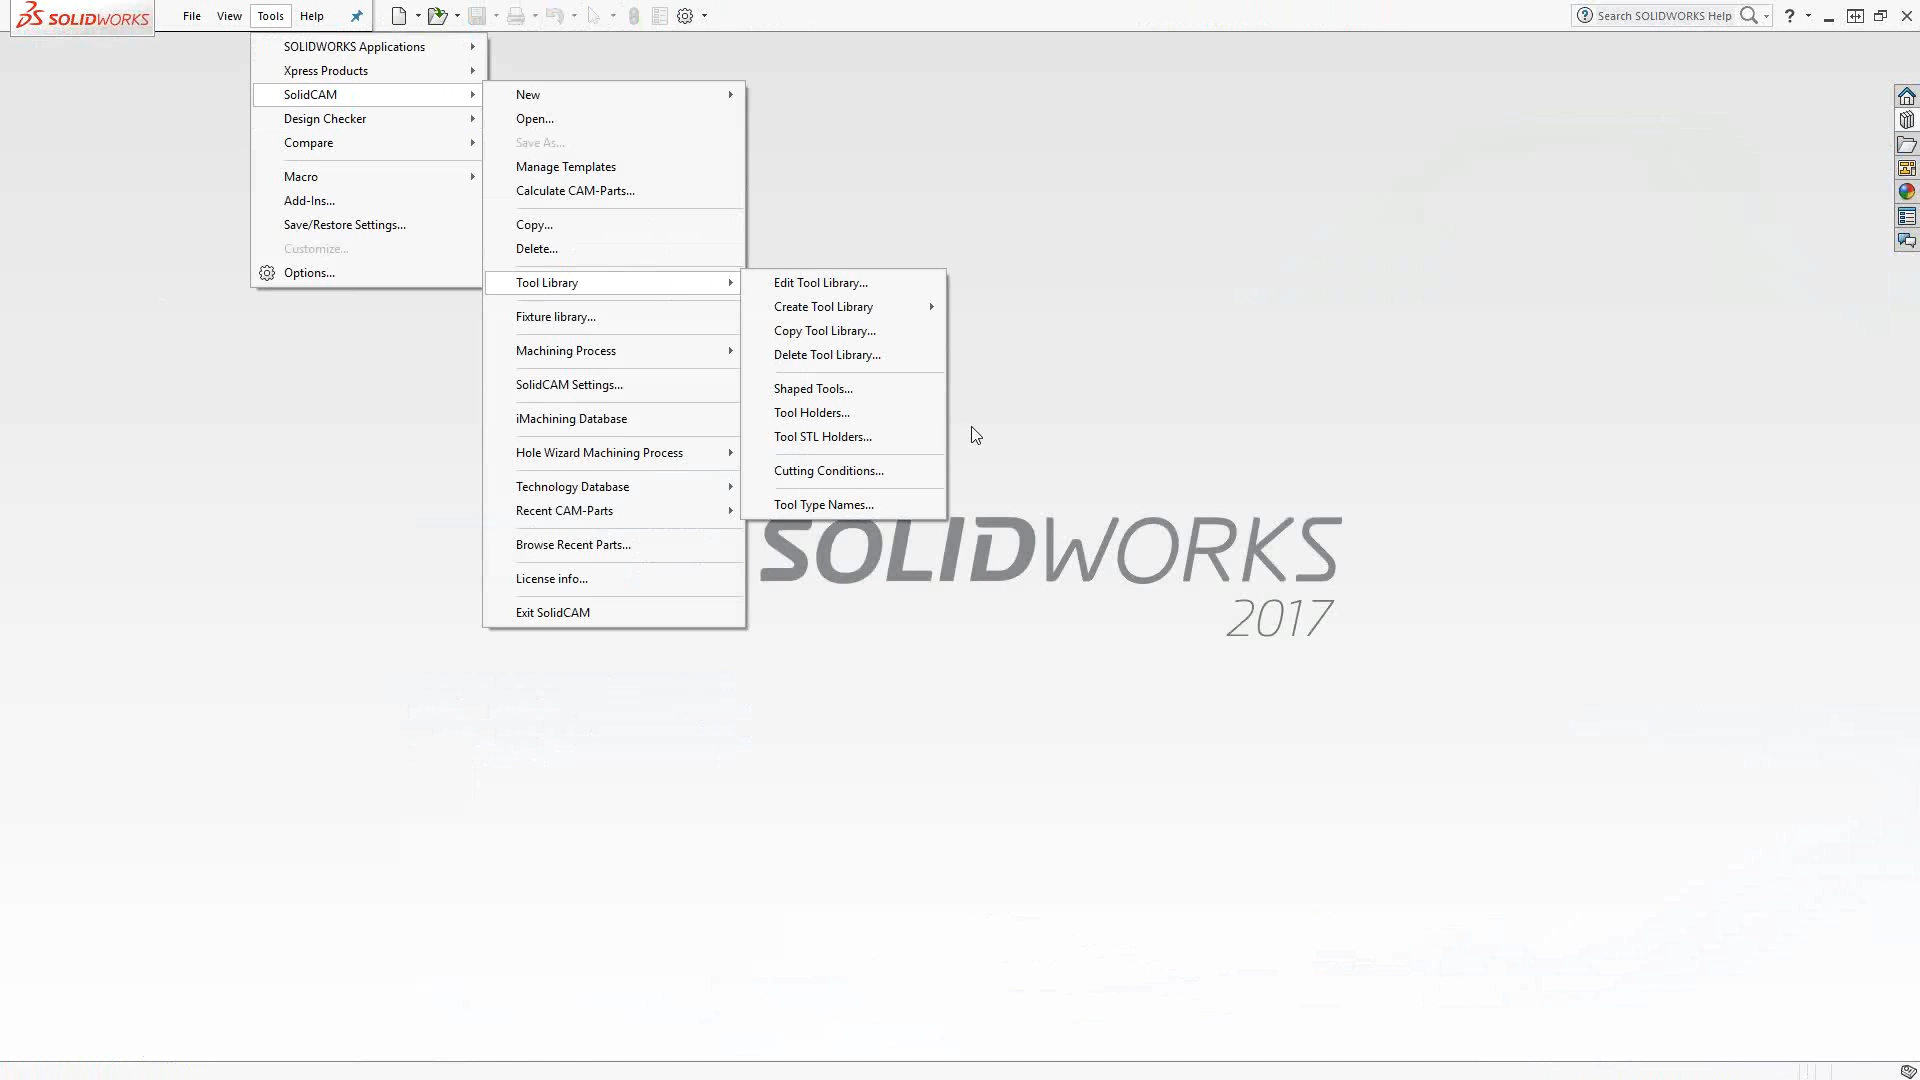 SOLIDWORKS
File View Tools Help
Search SOLIDWORKS Help
?
SOLIDWORKS Applications
Xpress Products
SolidCAM
Design Checker
Compare
Macro
Add-Ins...
Save/Restore Settings...
Customize...
Options...
New
Open...
Save As...
Manage Templates
Calculate CAM-Parts...
Copy...
Delete...
Tool Library
Fixture library...
Machining Process
SolidCAM Settings...
iMachining Database
Hole Wizard Machining Process
Technology Database
Recent CAM-Parts
Browse Recent Parts...
License info...
Exit SolidCAM
Edit Tool Library...
Create Tool Library
Copy Tool Library...
Delete Tool Library...
Shaped Tools...
Tool Holders...
Tool STL Holders...
Cutting Conditions...
Tool Type Names...
SOLIDWORKS
2017